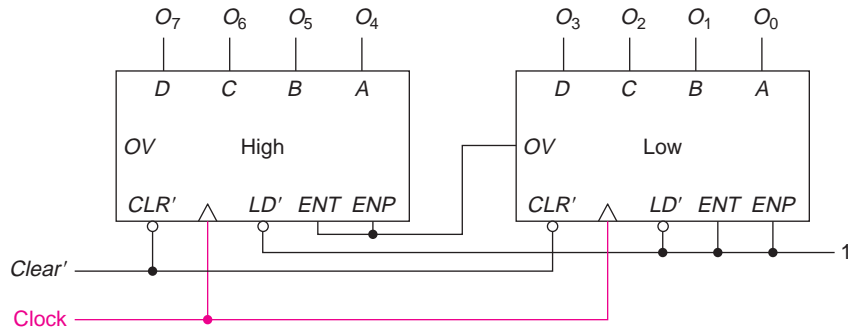 O7 O6 O5 O4 O3 O2 O1 O0
D C B A D C B A
OV High OV Low
CLR' LD' ENT ENP CLR' LD' ENT ENP
1
Clear'
Clock